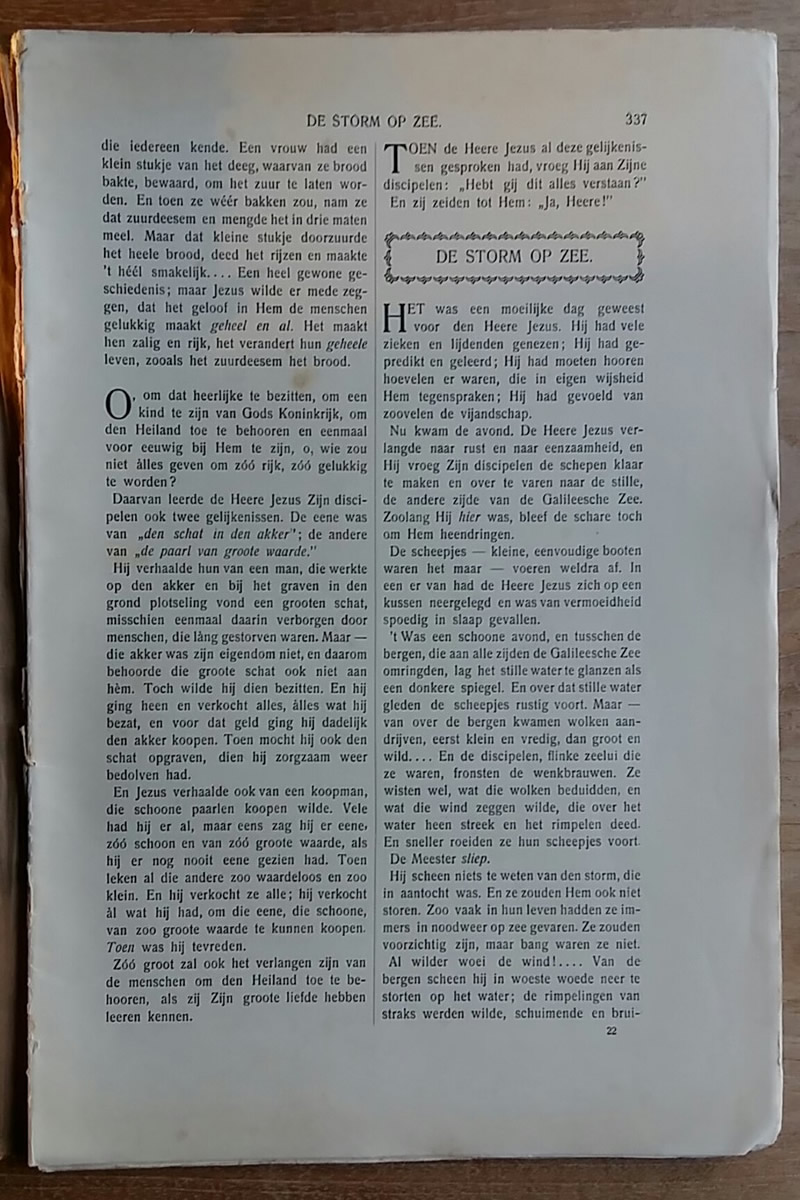 DE STORM OP ZEE.
337
die iedereen kende. Een vrouw had een
klein stukje van het deeg, waarvan ze brood
bakte, bewaard, om het zuur te laten wor-
den. En toen ze wéér bakken zou, nam ze
dat zuurdeesem en mengde het in drie maten
meel. Maar dat kleine stukje doorzuurde
het heele brood, deed het rijzen en maakte
't héél smakelijk.... Een heel gewone ge-
schiedenis; maar Jezus wilde er mede zeg-
gen, dat het geloof in Hem de menschen
gelukkig maakt geheel en al. Het maakt
hen zalig en rijk, het verandert hun geheele
leven, zooals het zuurdeesem het brood.
O, om dat heerlijke te bezitten, om een
kind te zijn van Gods Koninkrijk, om
den Heiland toe te behooren en eenmaal
voor eeuwig bij Hem te zijn, o, wie zou
niet àlles geven om zóó rijk, zóó gelukkig
te worden?
Daarvan leerde de Heere Jezus Zijn disci-
pelen ook twee gelijkenissen. De eene was
van „den schat in den akker"; de andere
van „de paarl van groote waarde."
Hij verhaalde hun van een man, die werkte
op den akker en bij het graven in den
grond plotseling vond een grooten schat,
misschien eenmaal daarin verborgen door
menschen, die làng gestorven waren. Maar —
die akker was zijn eigendom niet, en daarom
behoorde die groote schat ook niet aan
hèm. Toch wilde hij dien bezitten. En hij
ging heen en verkocht alles, àlles wat hij
bezat, en voor dat geld ging hij dadelijk
den akker koopen. Toen mocht hij ook den
schat opgraven, dien hij zorgzaam weer
bedolven had.
En Jezus verhaalde ook van een koopman,
die schoone paarlen koopen wilde. Vele
had hij er al, maar eens zag hij er eene,
zóó schoon en van zóó groote waarde, als
hij er nog nooit eene gezien had. Toen
leken al die andere zoo waardeloos en zoo
klein. En hij verkocht ze alle; hij verkocht
àl wat hij had, om die eene, die schoone,
van zoo groote waarde te kunnen koopen.
Toen was hij tevreden.
Zóó groot zal ook het verlangen zijn van
de menschen om den Heiland toe te be-
hooren, als zij Zijn groote liefde hebben
leeren kennen.
TOEN de Heere Jezus al deze gelijkenis-
sen gesproken had, vroeg Hij aan Zijne
discipelen: „Hebt gij dit alles verstaan?"
En zij zeiden tot Hem: „Ja, Heere!"
DE STORM OP ZEE.
HET was een moeilijke dag geweest
voor den Heere Jezus. Hij had vele
zieken en lijdenden genezen; Hij had ge-
predikt en geleerd; Hij had moeten hooren
hoevelen er waren, die in eigen wijsheid
Hem tegenspraken; Hij had gevoeld van
zoovelen de vijandschap.
Nu kwam de avond. De Heere Jezus ver-
langde naar rust en naar eenzaamheid, en
Hij vroeg Zijn discipelen de schepen klaar
te maken en over te varen naar de stille,
de andere zijde van de Galileesche Zee.
Zoolang Hij hier was, bleef de schare toch
om Hem heendringen.
De scheepjes — kleine, eenvoudige booten
waren het maar — voeren weldra af. In
een er van had de Heere Jezus zich op een
kussen neergelegd en was van vermoeidheid
spoedig in slaap gevallen.
't Was een schoone avond, en tusschen de
bergen, die aan alle zijden de Galileesche Zee
omringden, lag het stille water te glanzen als
een donkere spiegel. En over dat stille water
gleden de scheepjes rustig voort. Maar —
van over de bergen kwamen wolken aan-
drijven, eerst klein en vredig, dan groot en
wild.... En de discipelen, flinke zeelui die
ze waren, fronsten de wenkbrauwen. Ze
wisten wel, wat die wolken beduidden, en
wat die wind zeggen wilde, die over het
water heen streek en het rimpelen deed.
En sneller roeiden ze hun scheepjes voort.
De Meester sliep.
Hij scheen niets te weten van den storm, die
in aantocht was. En ze zouden Hem ook niet
storen. Zoo vaak in hun leven hadden ze im-
mers in noodweer op zee gevaren. Ze zouden
voorzichtig zijn, maar bang waren ze niet.
Al wilder woei de wind!.... Van de
bergen scheen hij in woeste woede neer te
storten op het water; de rimpelingen van
straks werden wilde, schuimende en brui-
22